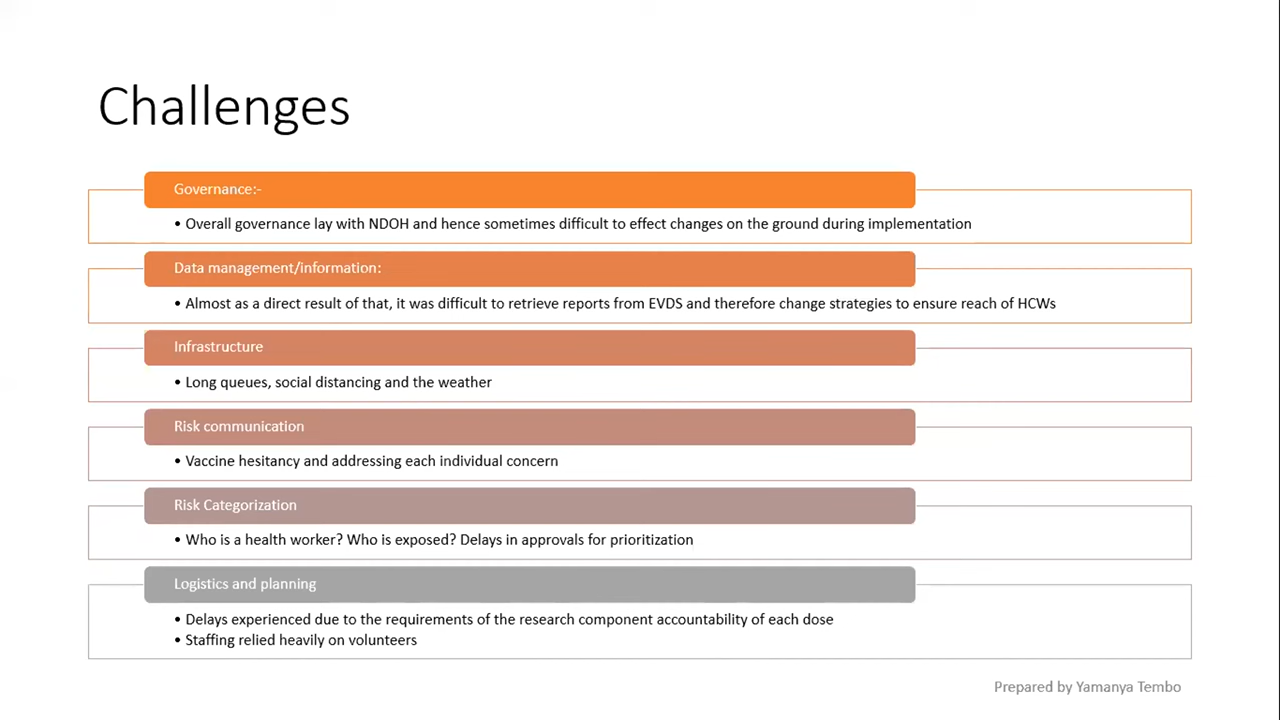 Challenges
Governance:-
• Overall governance lay with NDOH and hence sometimes difficult to effect changes on the ground during implementation
Data management/information:
• Almost as a direct result of that, it was difficult to retrieve reports from EVDS and therefore change strategies to ensure reach of HCWs
Infrastructure
• Long queues, social distancing and the weather
Risk communication
• Vaccine hesitancy and addressing each individual concern
Risk Categorization
• Who is a health worker? Who is exposed? Delays in approvals for prioritization
Logistics and planning
• Delays experienced due to the requirements of the research component accountability of each dose
• Staffing relied heavily on volunteers
Prepared by Yamanya Tembo